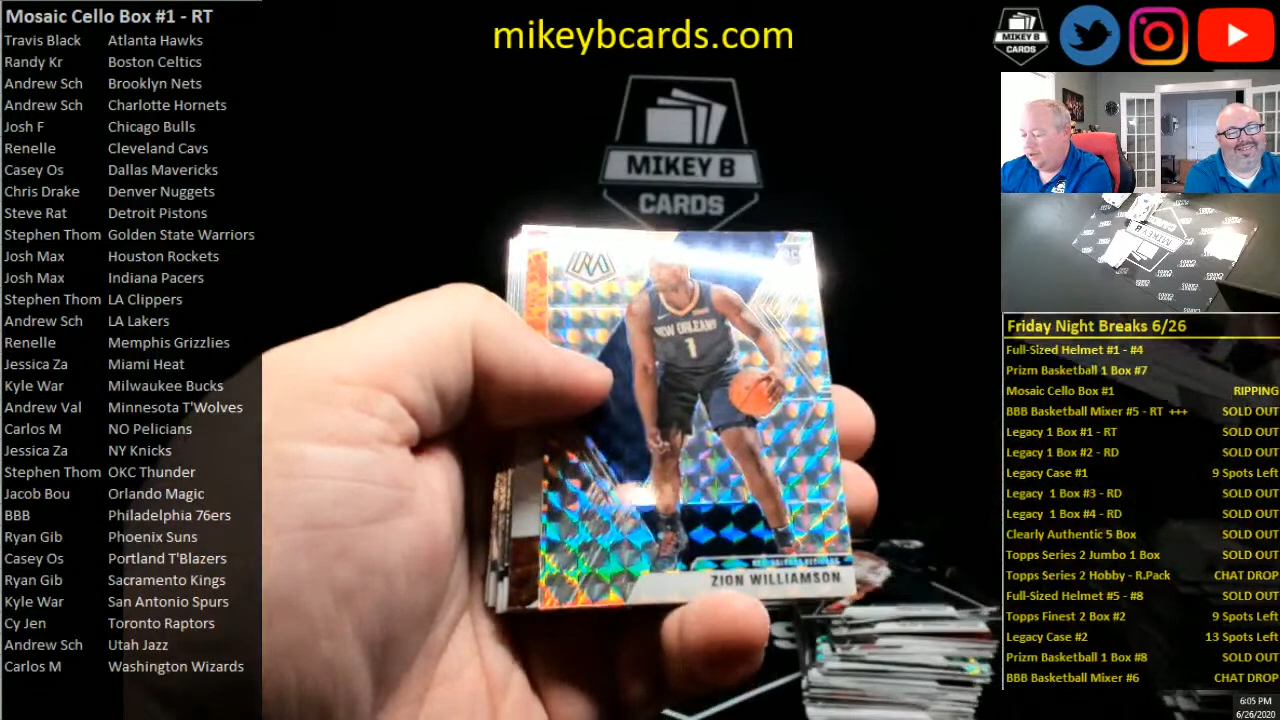 Mosaic Cello Box #1 - RT
Travis Black Atlanta Hawks
Randy Kr Boston Celtics
Andrew Sch Brooklyn Nets
Andrew Sch Charlotte Hornets
Josh F Chicago Bulls
Renelle Cleveland Cavs
Casey Os Dallas Mavericks
Chris Drake Denver Nuggets
Steve Rat Detroit Pistons
Stephen Thom Golden State Warriors
Josh Max Houston Rockets
Josh Max Indiana Pacers
Stephen Thom LA Clippers
Andrew Sch LA Lakers
Renelle Memphis Grizzlies
Jessica Za Miami Heat
Kyle War Milwaukee Bucks
Andrew Val Minnesota T'Wolves
Carlos M NO Pelicians
Jessica Za NY Knicks
Stephen Thom OKC Thunder
Jacob Bou Orlando Magic
BBB Philadelphia 76ers
Ryan Gib Phoenix Suns
Casey Os Portland T'Blazers
Ryan Gib Sacramento Kings
Kyle War San Antonio Spurs
Cy Jen Toronto Raptors
Andrew Sch Utah Jazz
Carlos M Washington Wizards
mikeybcards.com
MIKEY B
CARDS
M
RC
NEW ORLEANS
1
ZION WILLIAMSON
MIKEY B
CARDS
MIKEY B
CARDS
Friday Night Breaks 6/26
Full-Sized Helmet #1 - #4
Prizm Basketball 1 Box #7
Mosaic Cello Box #1 RIPPING
BBB Basketball Mixer #5 - RT +++ SOLD OUT
Legacy 1 Box #1 - RT SOLD OUT
Legacy 1 Box #2 - RD SOLD OUT
Legacy Case #1 9 Spots Left
Legacy 1 Box #3 - RD SOLD OUT
Legacy 1 Box #4 - RD SOLD OUT
Clearly Authentic 5 Box SOLD OUT
Topps Series 2 Jumbo 1 Box SOLD OUT
Topps Series 2 Hobby - R.Pack CHAT DROP
Full-Sized Helmet #5 - #8 SOLD OUT
Topps Finest 2 Box #2 9 Spots Left
Legacy Case #2 13 Spots Left
Prizm Basketball 1 Box #8 SOLD OUT
BBB Basketball Mixer #6 CHAT DROP
6:05 PM
6/26/2020